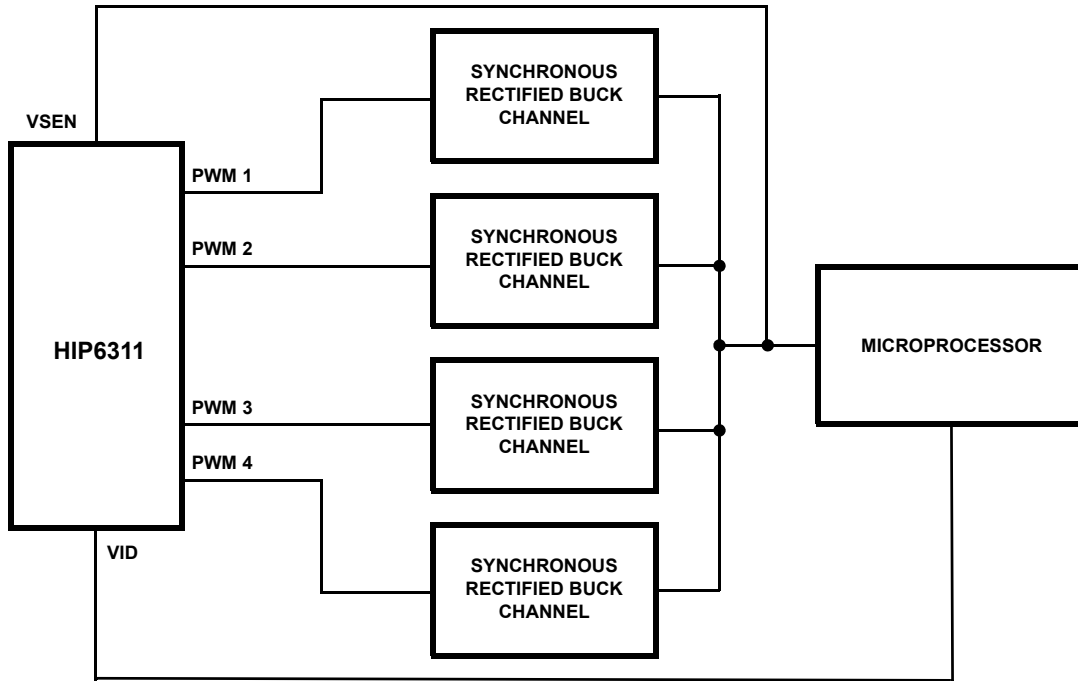 VSEN
HIP6311
VID
PWM 1
PWM 2
PWM 3
PWM 4
SYNCHRONOUS
RECTIFIED BUCK
CHANNEL
SYNCHRONOUS
RECTIFIED BUCK
CHANNEL
SYNCHRONOUS
RECTIFIED BUCK
CHANNEL
SYNCHRONOUS
RECTIFIED BUCK
CHANNEL
MICROPROCESSOR